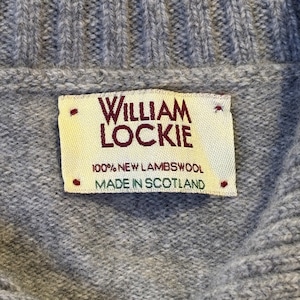 WILLIAM
LOCKIE
100% NEW LAMBSWOOL
MADE IN SCOTLAND